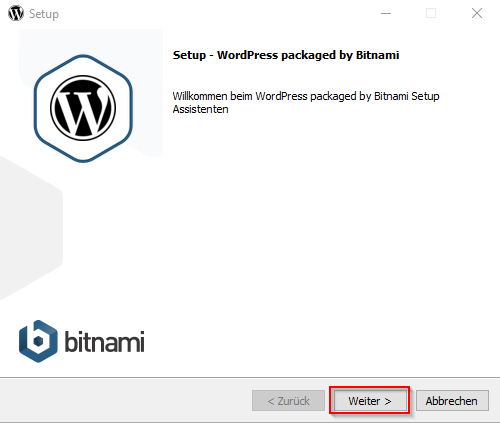 Setup
Setup - WordPress packaged by Bitnami
Willkommen beim WordPress packaged by Bitnami Setup
Assistenten
bitnami
< Zurück
Weiter >
Abbrechen